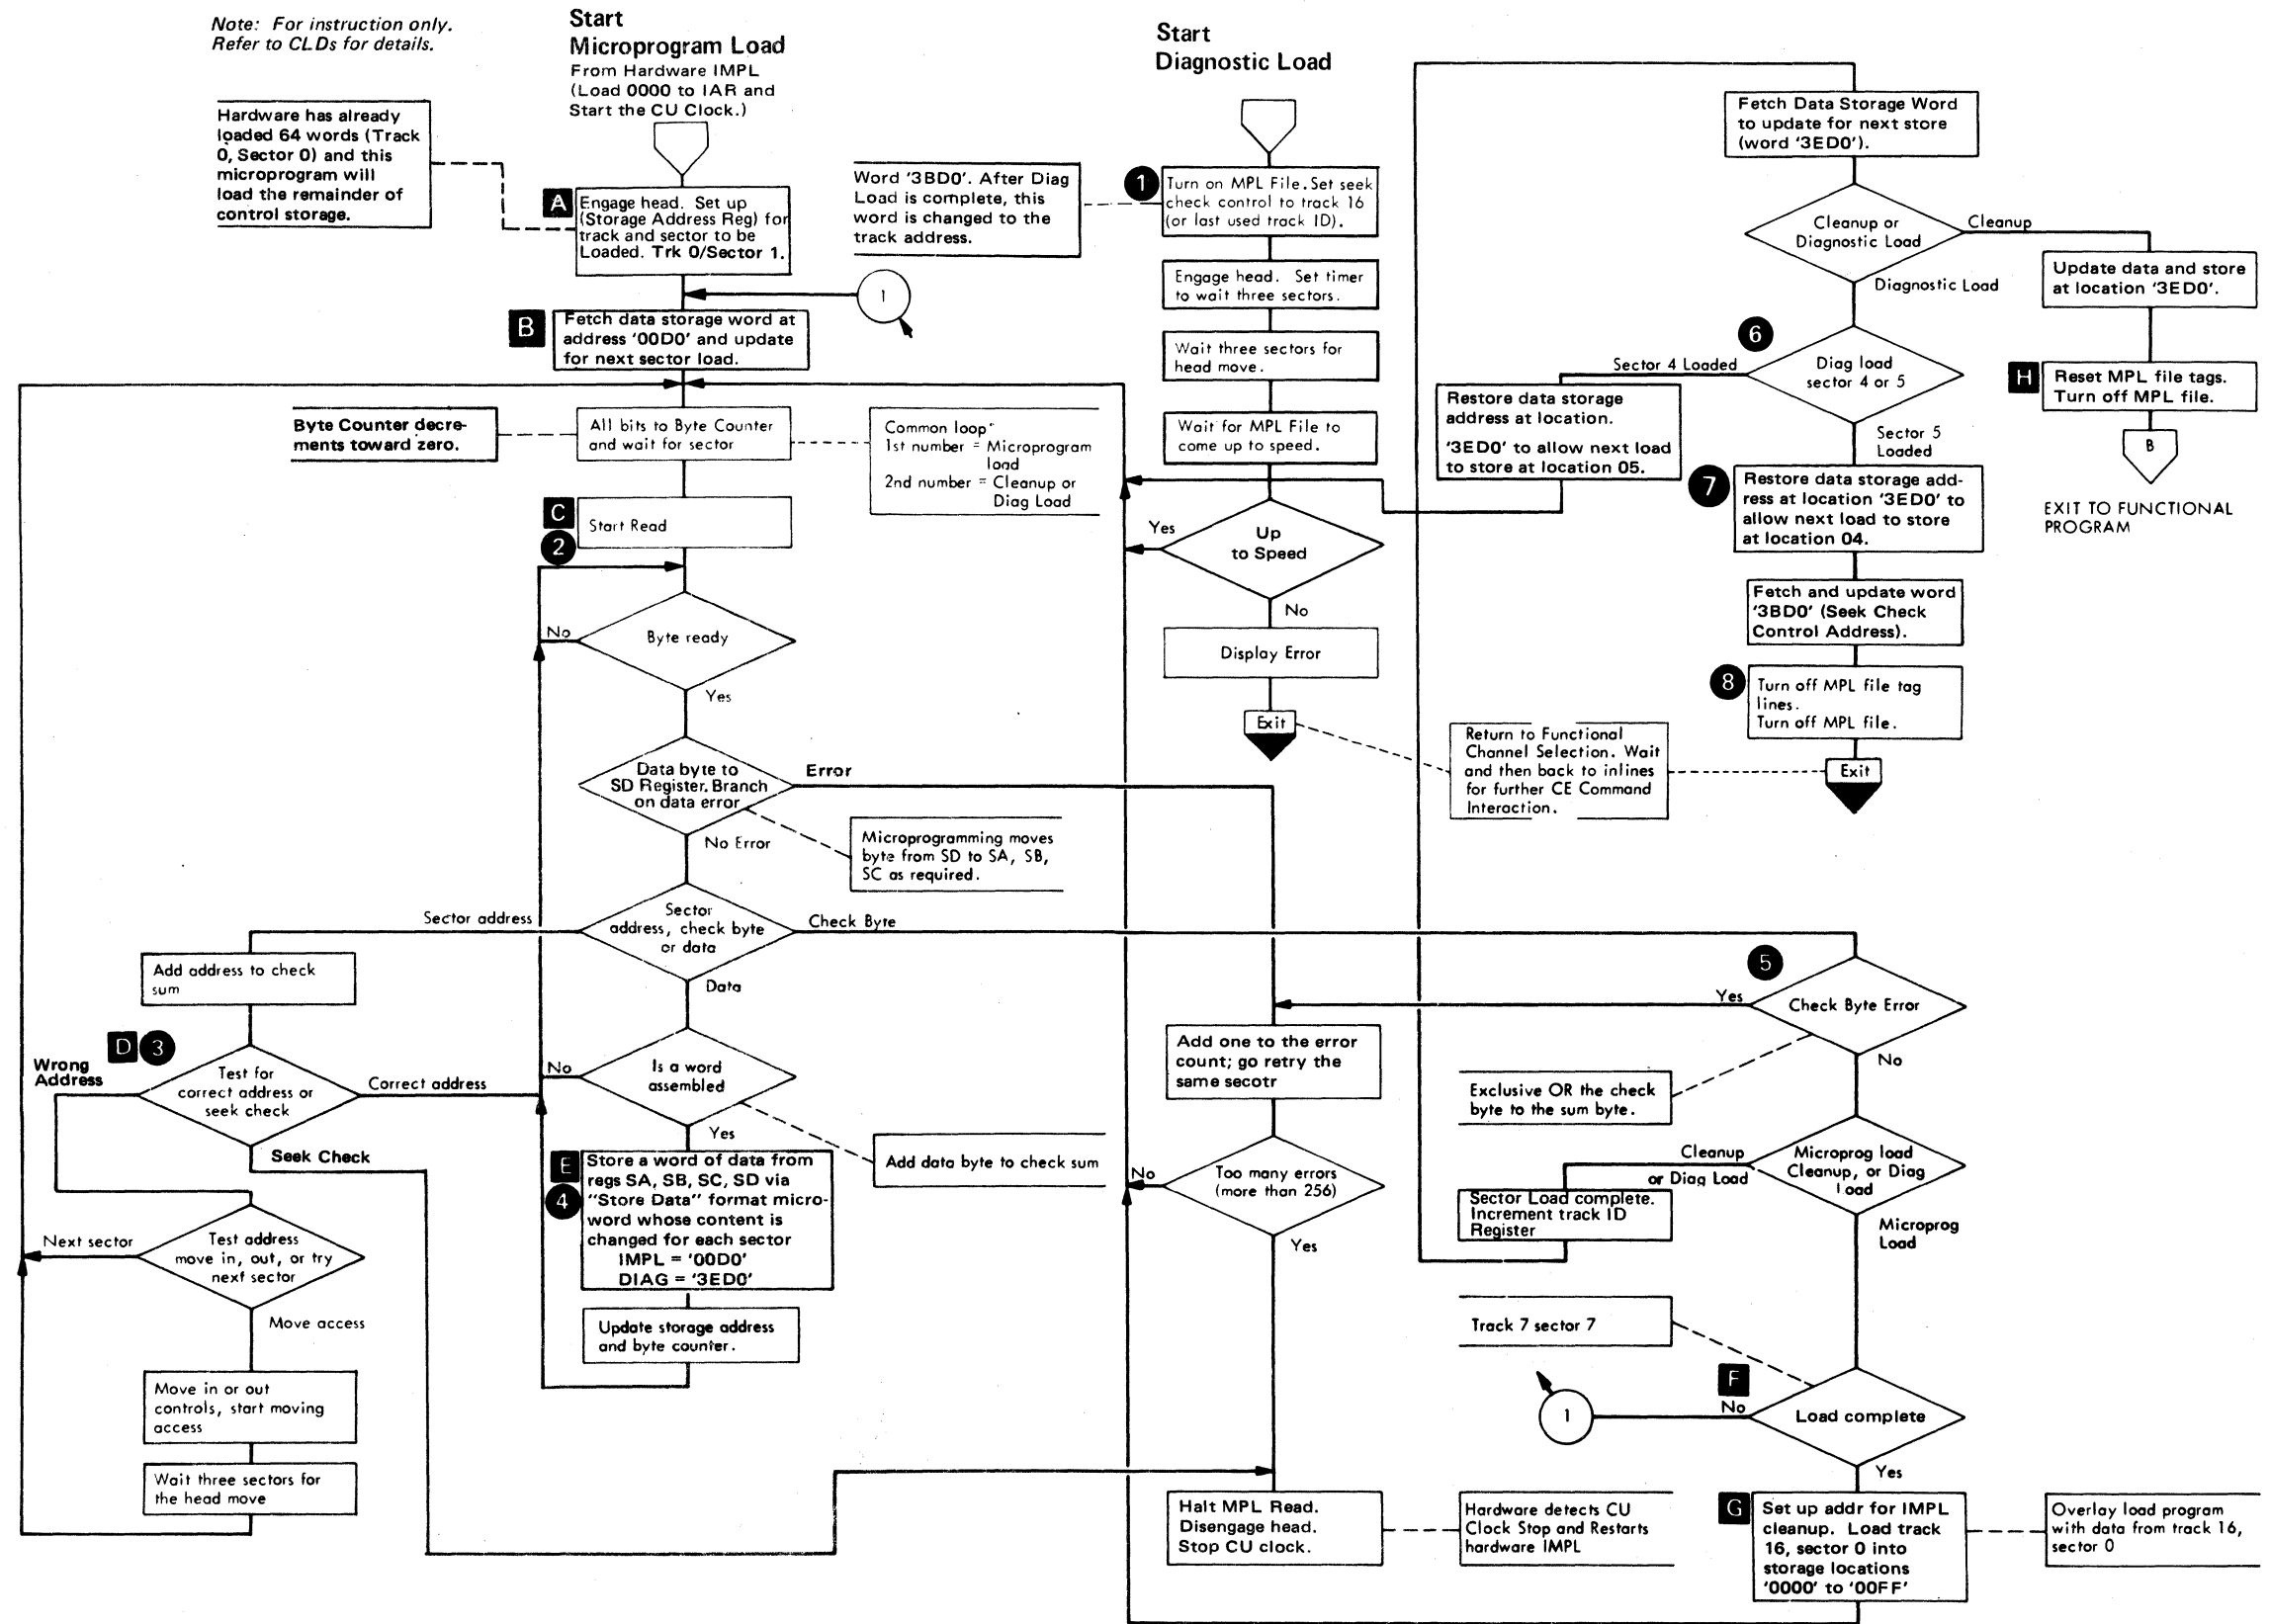 Note: For instruction only.
Refer to CLDs for details.
Start
Microprogram Load
From Hardware IMPL
(Load 0000 to IAR and
Start the CU Clock.)
Hardware has already
loaded 64 words (Track
0, Sector 0) and this
microprogram will
load the remainder of
control storage.
A
Engage head. Set up
(Storage Address Reg) for
track and sector to be
Loaded. Trk 0/Sector 1.
1
B
Fetch data storage word at
address '00D0' and update
for next sector load.
Byte Counter decre-
ments toward zero.
All bits to Byte Counter
and wait for sector
Common loop
1st number = Microprogram
load
2nd number = Cleanup or
Diag Load
C
2
Start Read
Byte ready
No
Yes
Data byte to
SD Register. Branch
on data error
Error
No Error
Microprogramming moves
byte from SD to SA, SB,
SC as required.
Sector
address, check byte
or data
Sector address
Check Byte
Data
Add address to check
sum
D
3
Wrong
Address
Test for
correct address or
seek check
Correct address
Seek Check
Is a word
assembled
No
Yes
Add data byte to check sum
E
4
Store a word of data from
regs SA, SB, SC, SD via
"Store Data" format micro-
word whose content is
changed for each sector
IMPL = '00D0'
DIAG = '3ED0'
Update storage address
and byte counter.
Next sector
Test address
move in, out, or try
next sector
Move access
Move in or out
controls, start moving
access
Wait three sectors for
the head move
Start
Diagnostic Load
Word '3BD0'. After Diag
Load is complete, this
word is changed to the
track address.
1
Turn on MPL File. Set seek
check control to track 16
(or last used track ID).
Engage head. Set timer
to wait three sectors.
Wait three sectors for
head move.
Wait for MPL File to
come up to speed.
Up
to Speed
Yes
No
Display Error
Exit
Return to Functional
Channel Selection. Wait
and then back to inlines
for further CE Command
Interaction.
Add one to the error
count; go retry the
same secotr
Too many errors
(more than 256)
No
Yes
Halt MPL Read.
Disengage head.
Stop CU clock.
Hardware detects CU
Clock Stop and Restarts
hardware IMPL
Fetch Data Storage Word
to update for next store
(word '3ED0').
Cleanup or
Diagnostic Load
Cleanup
Diagnostic Load
Update data and store
at location '3ED0'.
H
Reset MPL file tags.
Turn off MPL file.
B
EXIT TO FUNCTIONAL
PROGRAM
6
Diag load
sector 4 or 5
Sector 4 Loaded
Restore data storage
address at location.
'3ED0' to allow next load
to store at location 05.
Sector 5
Loaded
7
Restore data storage add-
ress at location '3ED0' to
allow next load to store
at location 04.
Fetch and update word
'3BD0' (Seek Check
Control Address).
8
Turn off MPL file tag
lines.
Turn off MPL file.
Exit
5
Check Byte Error
Yes
No
Exclusive OR the check
byte to the sum byte.
Microprog load
Cleanup, or Diag
load
Cleanup
or Diag Load
Sector Load complete.
Increment track ID
Register
Microprog
Load
Track 7 sector 7
F
Load complete
No
1
Yes
G
Set up addr for IMPL
cleanup. Load track
16, sector 0 into
storage locations
'0000' to '00FF'
Overlay load program
with data from track 16,
sector 0